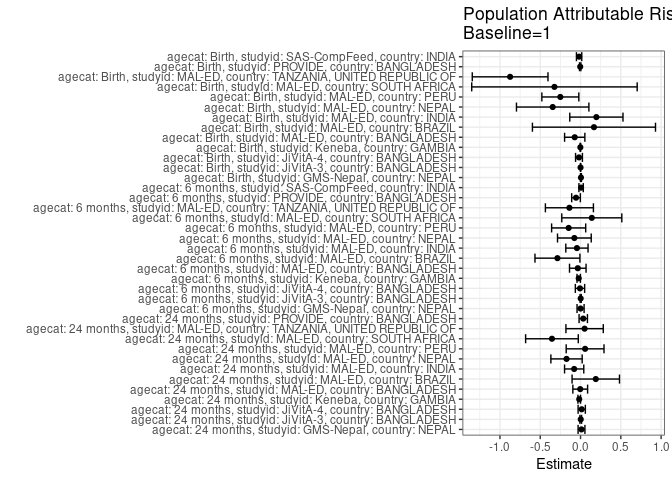 Population Attributable Ris
Baseline=1
agecat: Birth, studyid: SAS-CompFeed, country: INDIA
agecat: Birth, studyid: PROVIDE, country: BANGLADESH
agecat: Birth, studyid: MAL-ED, country: TANZANIA, UNITED REPUBLIC OF
agecat: Birth, studyid: MAL-ED, country: SOUTH AFRICA
agecat: Birth, studyid: MAL-ED, country: PERU
agecat: Birth, studyid: MAL-ED, country: NEPAL
agecat: Birth, studyid: MAL-ED, country: INDIA
agecat: Birth, studyid: MAL-ED, country: BRAZIL
agecat: Birth, studyid: MAL-ED, country: BANGLADESH
agecat: Birth, studyid: Keneba, country: GAMBIA
agecat: Birth, studyid: JiVitA-4, country: BANGLADESH
agecat: Birth, studyid: JiVitA-3, country: BANGLADESH
agecat: Birth, studyid: GMS-Nepal, country: NEPAL
agecat: 6 months, studyid: SAS-CompFeed, country: INDIA
agecat: 6 months, studyid: PROVIDE, country: BANGLADESH
agecat: 6 months, studyid: MAL-ED, country: TANZANIA, UNITED REPUBLIC OF
agecat: 6 months, studyid: MAL-ED, country: SOUTH AFRICA
agecat: 6 months, studyid: MAL-ED, country: PERU
agecat: 6 months, studyid: MAL-ED, country: NEPAL
agecat: 6 months, studyid: MAL-ED, country: INDIA
agecat: 6 months, studyid: MAL-ED, country: BRAZIL
agecat: 6 months, studyid: MAL-ED, country: BANGLADESH
agecat: 6 months, studyid: Keneba, country: GAMBIA
agecat: 6 months, studyid: JiVitA-4, country: BANGLADESH
agecat: 6 months, studyid: JiVitA-3, country: BANGLADESH
agecat: 6 months, studyid: GMS-Nepal, country: NEPAL
agecat: 24 months, studyid: PROVIDE, country: BANGLADESH
agecat: 24 months, studyid: MAL-ED, country: TANZANIA, UNITED REPUBLIC OF
agecat: 24 months, studyid: MAL-ED, country: SOUTH AFRICA
agecat: 24 months, studyid: MAL-ED, country: PERU
agecat: 24 months, studyid: MAL-ED, country: NEPAL
agecat: 24 months, studyid: MAL-ED, country: INDIA
agecat: 24 months, studyid: MAL-ED, country: BRAZIL
agecat: 24 months, studyid: MAL-ED, country: BANGLADESH
agecat: 24 months, studyid: Keneba, country: GAMBIA
agecat: 24 months, studyid: JiVitA-4, country: BANGLADESH
agecat: 24 months, studyid: JiVitA-3, country: BANGLADESH
agecat: 24 months, studyid: GMS-Nepal, country: NEPAL
-1.0 -0.5 0.0 0.5 1.0
Estimate